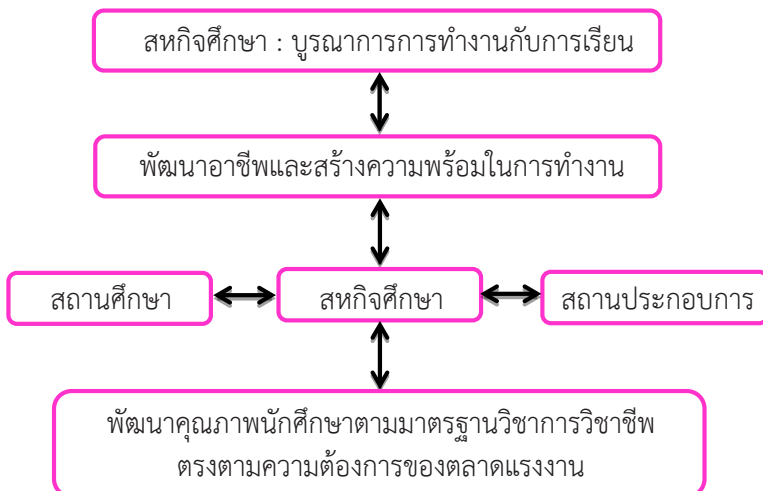 สหกิจศึกษา : บูรณาการการทำงานกับการเรียน
พัฒนาอาชีพและสร้างความพร้อมในการทำงาน
สถานศึกษา
สหกิจศึกษา
สถานประกอบการ
พัฒนาคุณภาพนักศึกษาตามมาตรฐานวิชาการวิชาชีพ
ตรงตามความต้องการของตลาดแรงงาน